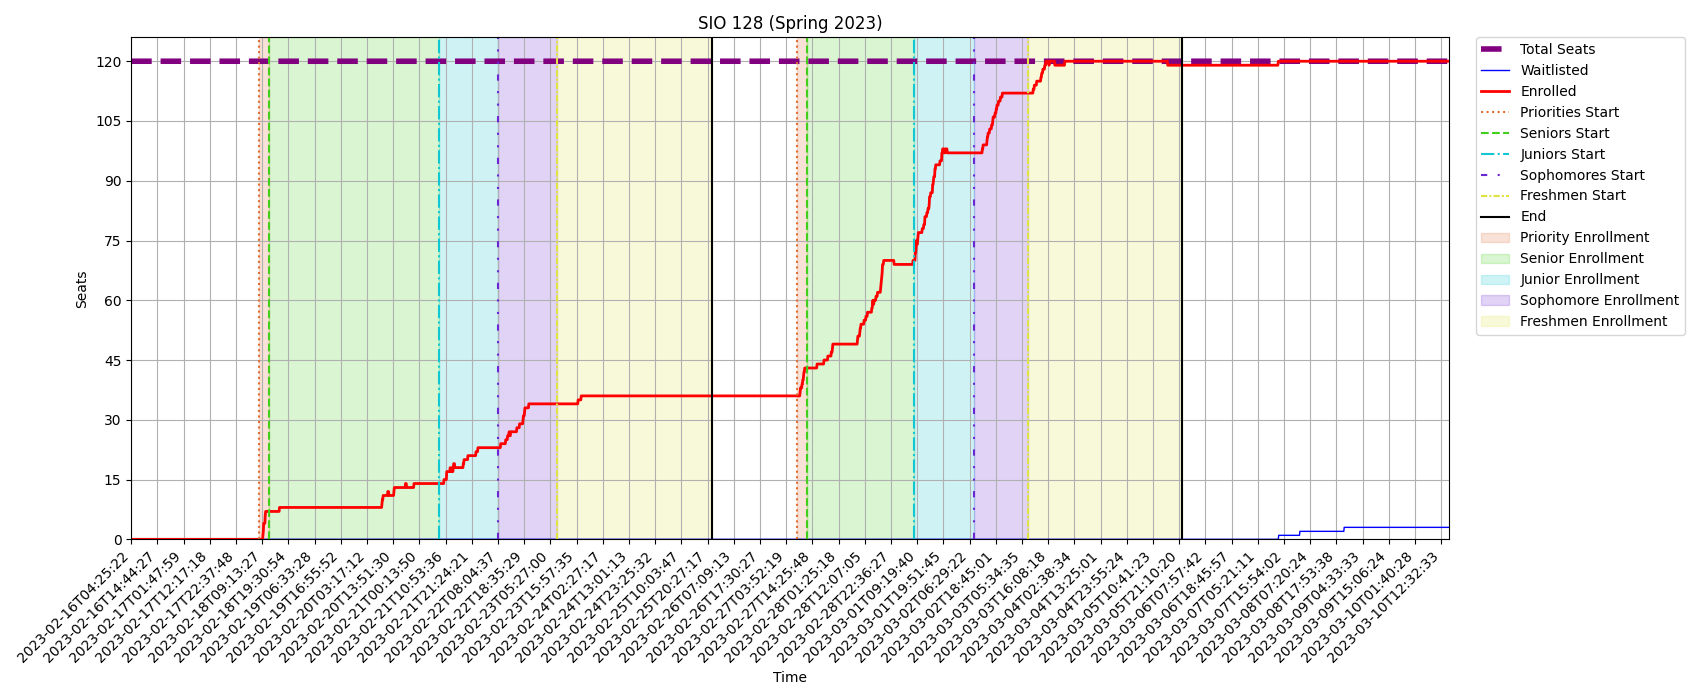 SIO 128 (Spring 2023)
Seats
120
105
90
75
60
45
30
15
0
2023-02-16T04:25:22
2023-02-16T14:44:27
2023-02-17T01:47:59
2023-02-17T12:17:18
2023-02-17T22:37:48
2023-02-18T09:13:27
2023-02-18T19:30:54
2023-02-19T06:33:28
2023-02-19T16:55:52
2023-02-20T03:17:12
2023-02-20T13:51:30
2023-02-21T00:13:50
2023-02-21T10:53:36
2023-02-21T21:24:21
2023-02-22T08:04:37
2023-02-22T18:35:29
2023-02-23T05:27:00
2023-02-23T15:57:35
2023-02-24T02:27:17
2023-02-24T13:01:13
2023-02-24T23:25:32
2023-02-25T10:03:47
2023-02-25T20:27:17
2023-02-26T07:09:13
2023-02-26T17:30:27
2023-02-27T03:52:19
2023-02-27T14:25:48
2023-02-28T01:25:18
2023-02-28T12:07:05
2023-02-28T22:36:27
2023-03-01T09:19:40
2023-03-01T19:51:45
2023-03-02T06:29:22
2023-03-02T18:45:01
2023-03-03T05:34:35
2023-03-03T16:08:18
2023-03-04T02:38:34
2023-03-04T13:25:01
2023-03-04T23:55:24
2023-03-05T10:41:23
2023-03-05T21:10:20
2023-03-06T07:57:42
2023-03-06T18:45:57
2023-03-07T05:21:11
2023-03-07T15:54:02
2023-03-08T07:20:24
2023-03-08T17:53:38
2023-03-09T04:33:33
2023-03-09T15:06:24
2023-03-10T01:40:28
2023-03-10T12:32:33
Time
Total Seats
Waitlisted
Enrolled
Priorities Start
Seniors Start
Juniors Start
Sophomores Start
Freshmen Start
End
Priority Enrollment
Senior Enrollment
Junior Enrollment
Sophomore Enrollment
Freshmen Enrollment